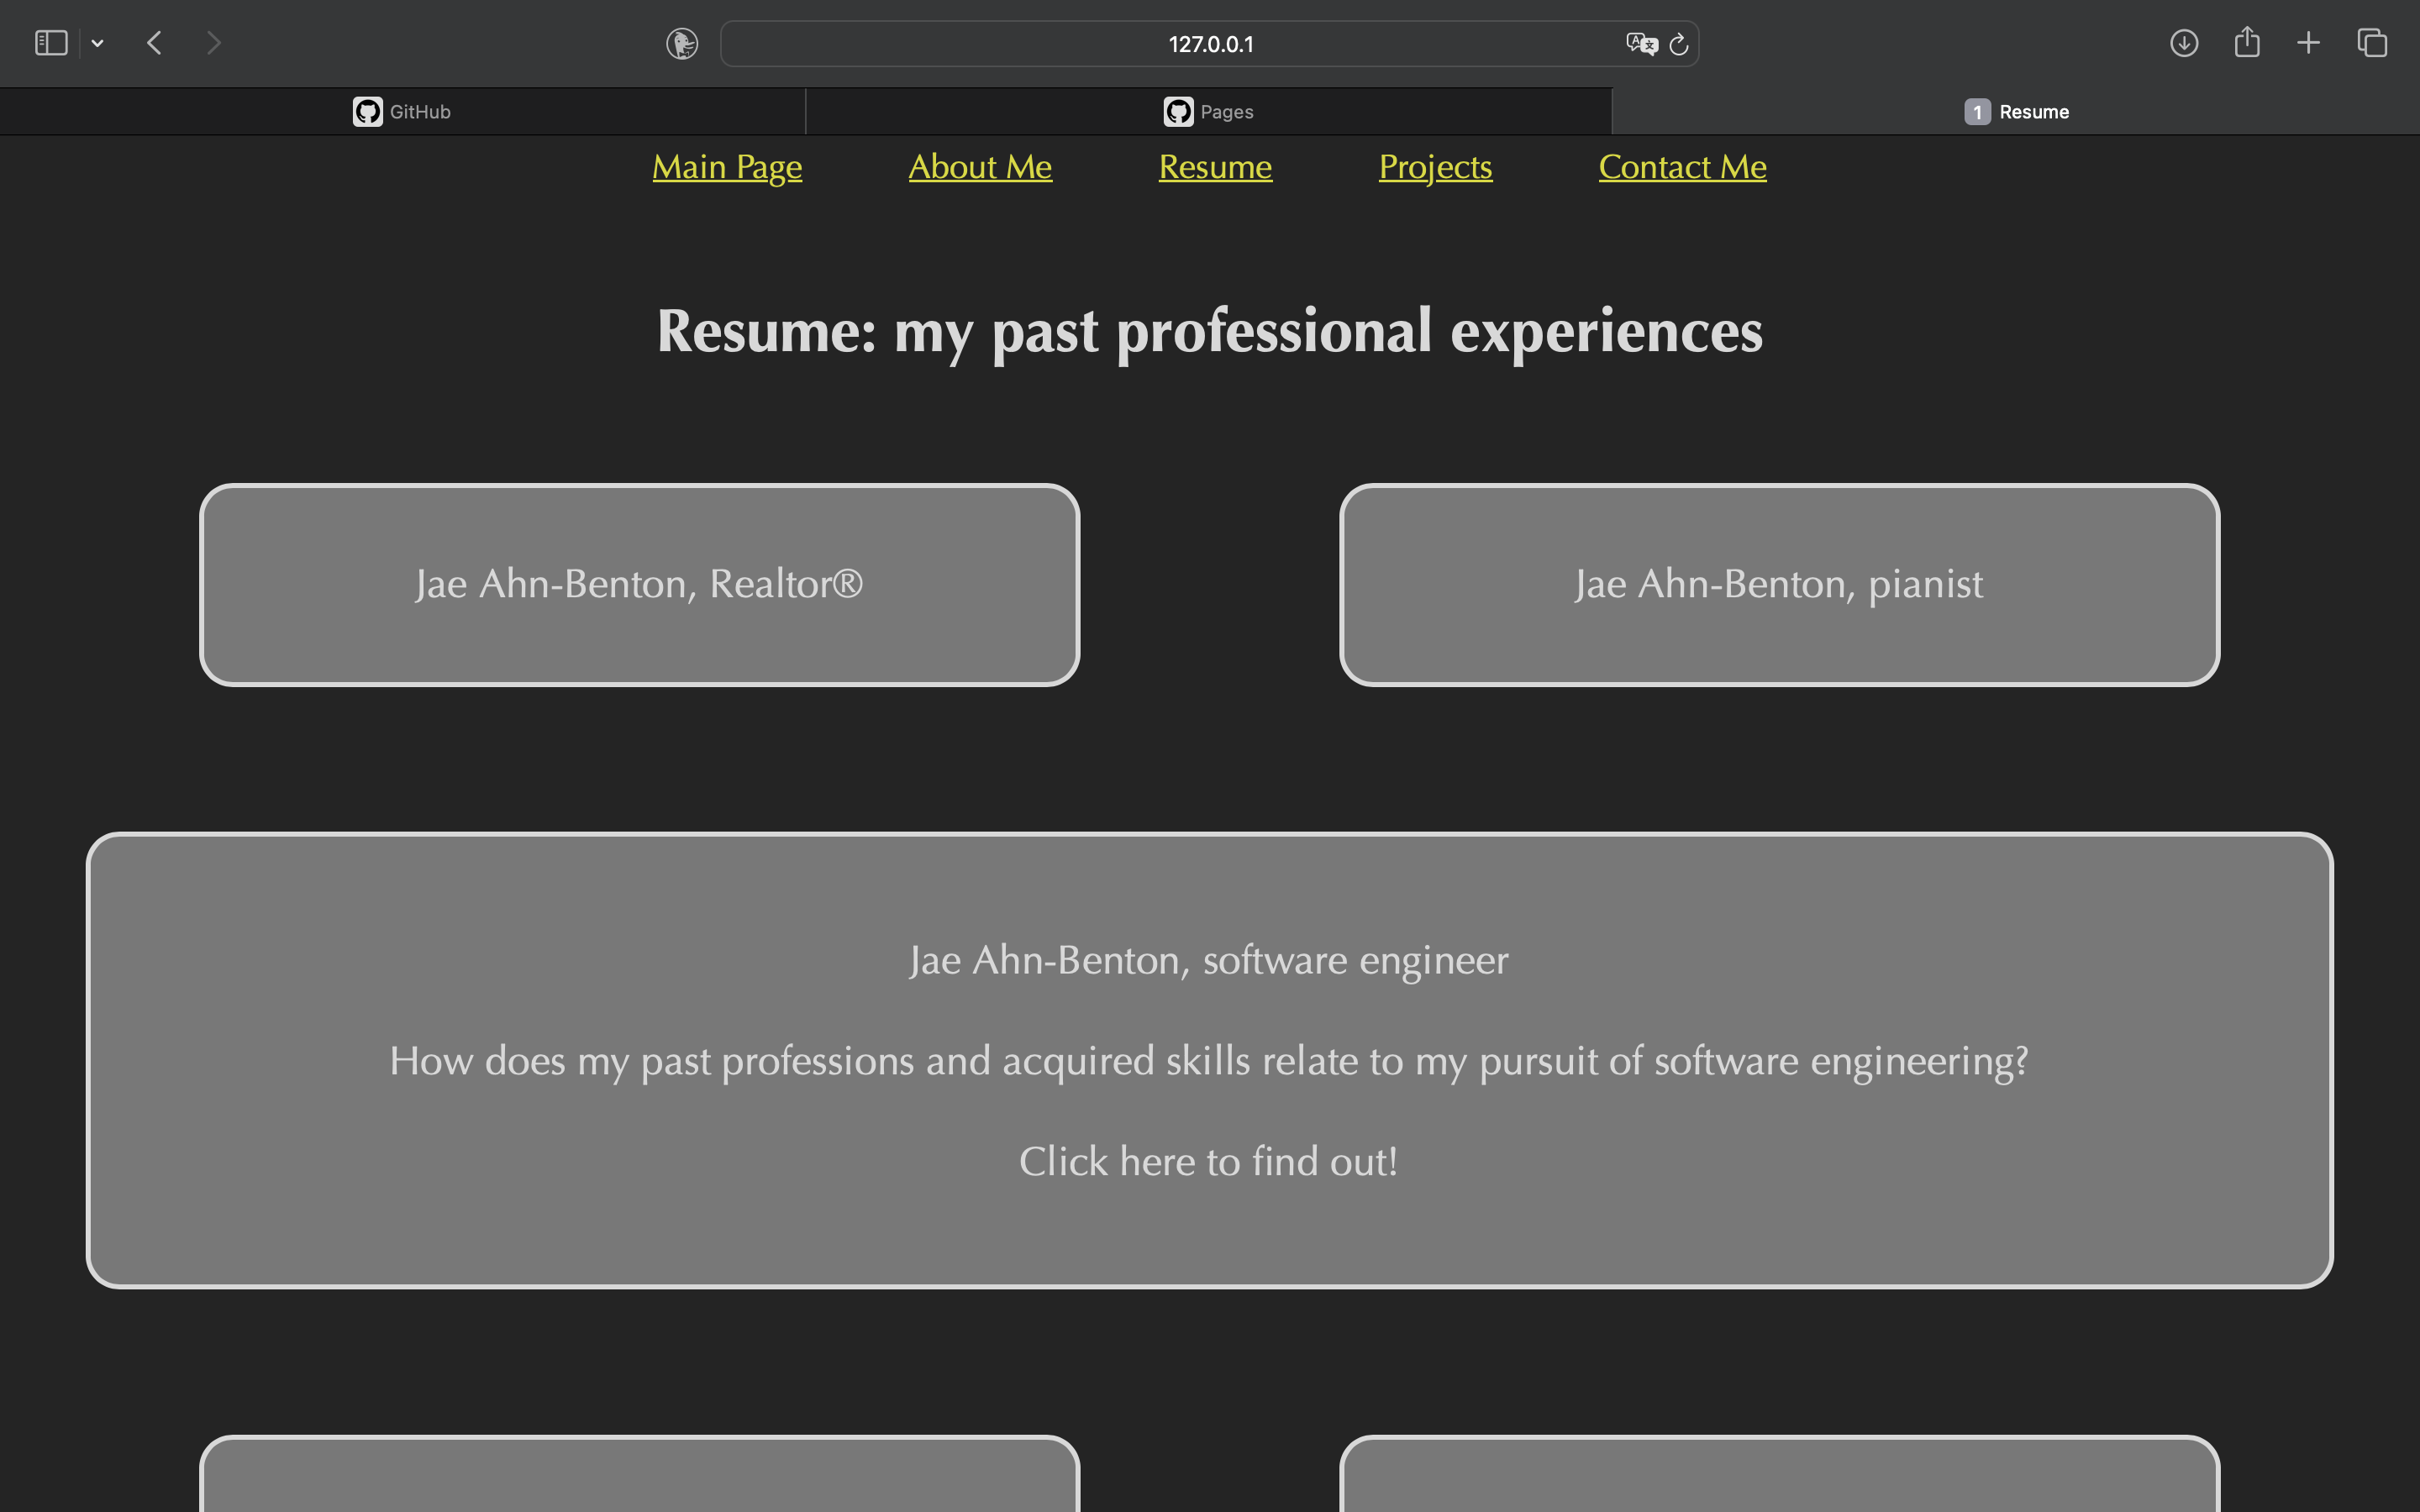 127.0.0.1
GitHub
Pages
1 Resume
Main Page About Me Resume Projects Contact Me
Resume: my past professional experiences
Jae Ahn-Benton, Realtor®
Jae Ahn-Benton, pianist
Jae Ahn-Benton, software engineer
How does my past professions and acquired skills relate to my pursuit of software engineering?
Click here to find out!